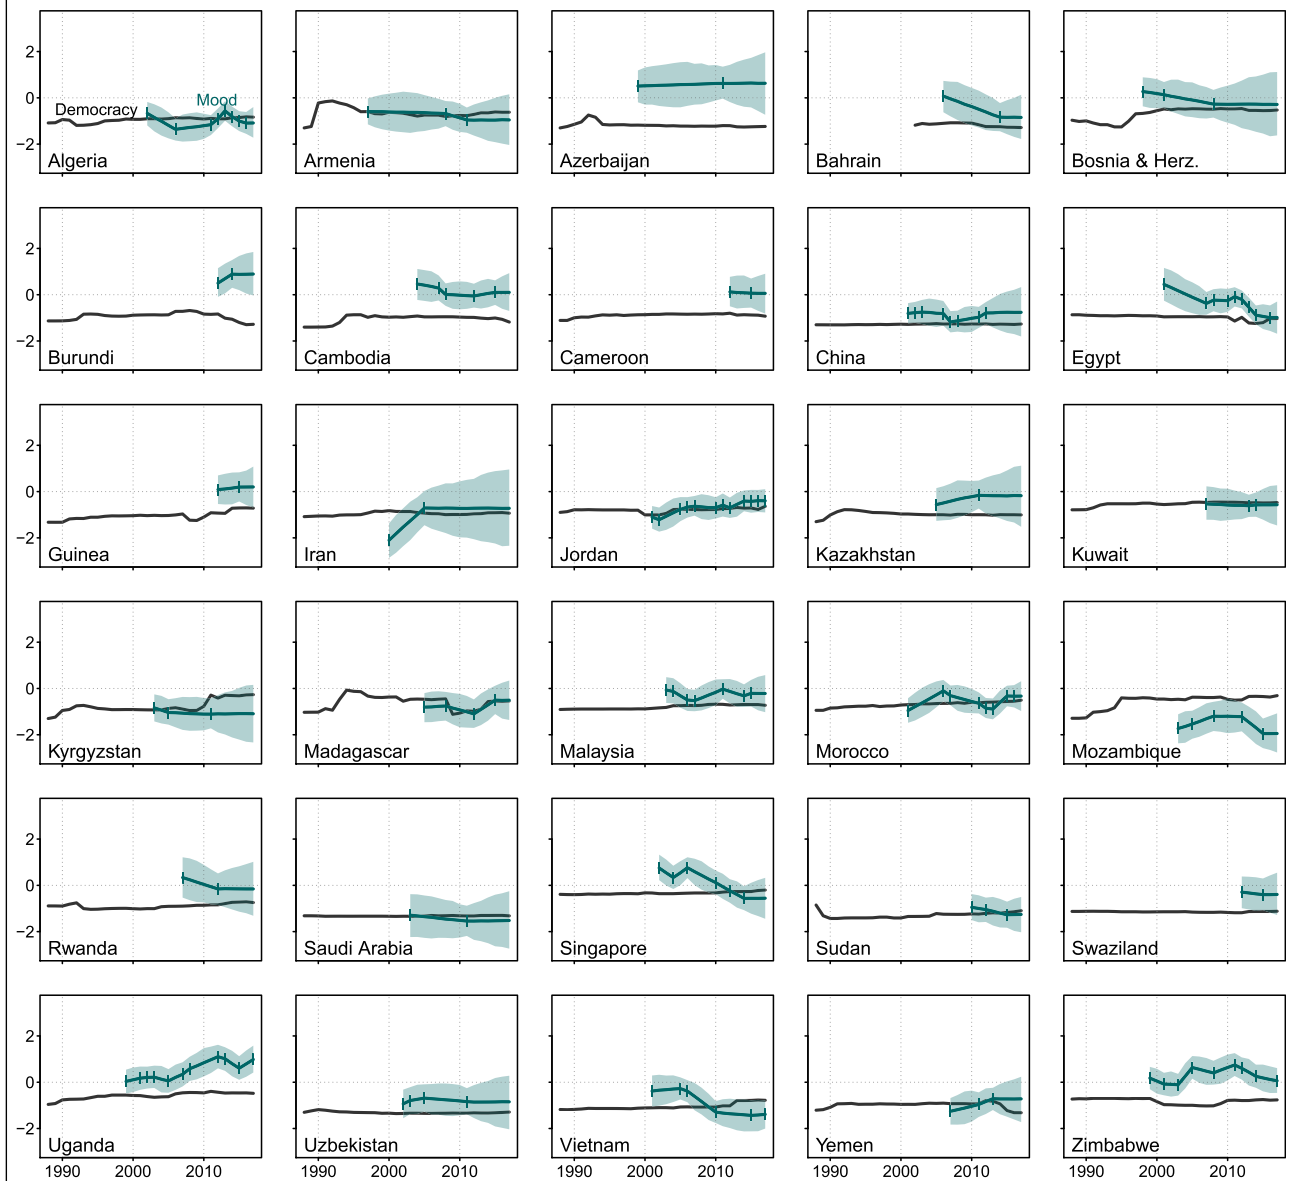 2
0
−2
Democracy
Mood
Algeria
Armenia
Azerbaijan
Bahrain
Bosnia & Herz.
2
0
−2
Burundi
Cambodia
Cameroon
China
Egypt
2
0
−2
Guinea
Iran
Jordan
Kazakhstan
Kuwait
2
0
−2
Kyrgyzstan
Madagascar
Malaysia
Morocco
Mozambique
2
0
−2
Rwanda
Saudi Arabia
Singapore
Sudan
Swaziland
2
0
−2
Uganda
Uzbekistan
Vietnam
Yemen
Zimbabwe
1990 2000 2010
1990 2000 2010
1990 2000 2010
1990 2000 2010
1990 2000 2010